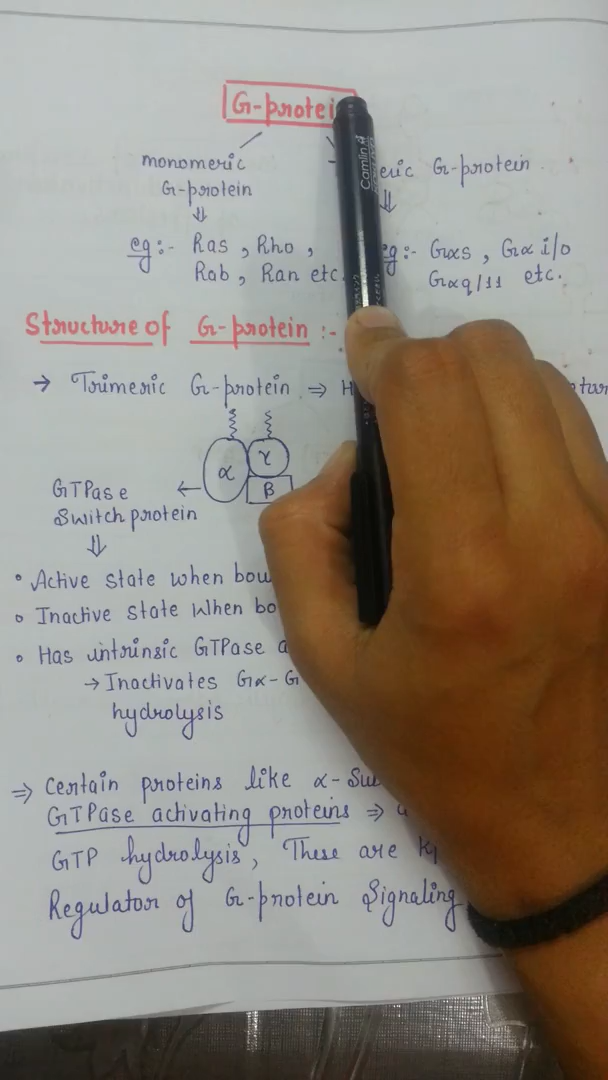 G-protei
monomeric
G-protein
eric G-protein
⇓
⇓
eg:- Ras, Rho,
Rab, Ran etc.
eg:- Gαs, Gα i/o
Gαq/11 etc.
Camlin
Structure of G-protein :-
→ Trimeric G-protein ⇒ H
α
γ
β
GTPase ←
Switch protein
⇓
• Active state when bou
• Inactive state when bo
• Has intrinsic GTPase a
→ Inactivates Gα-G
hydrolysis
⇒ Certain proteins like α-Su
GTPase activating proteins ⇒
GTP hydrolysis, These are K
Regulator of G-protein Signaling